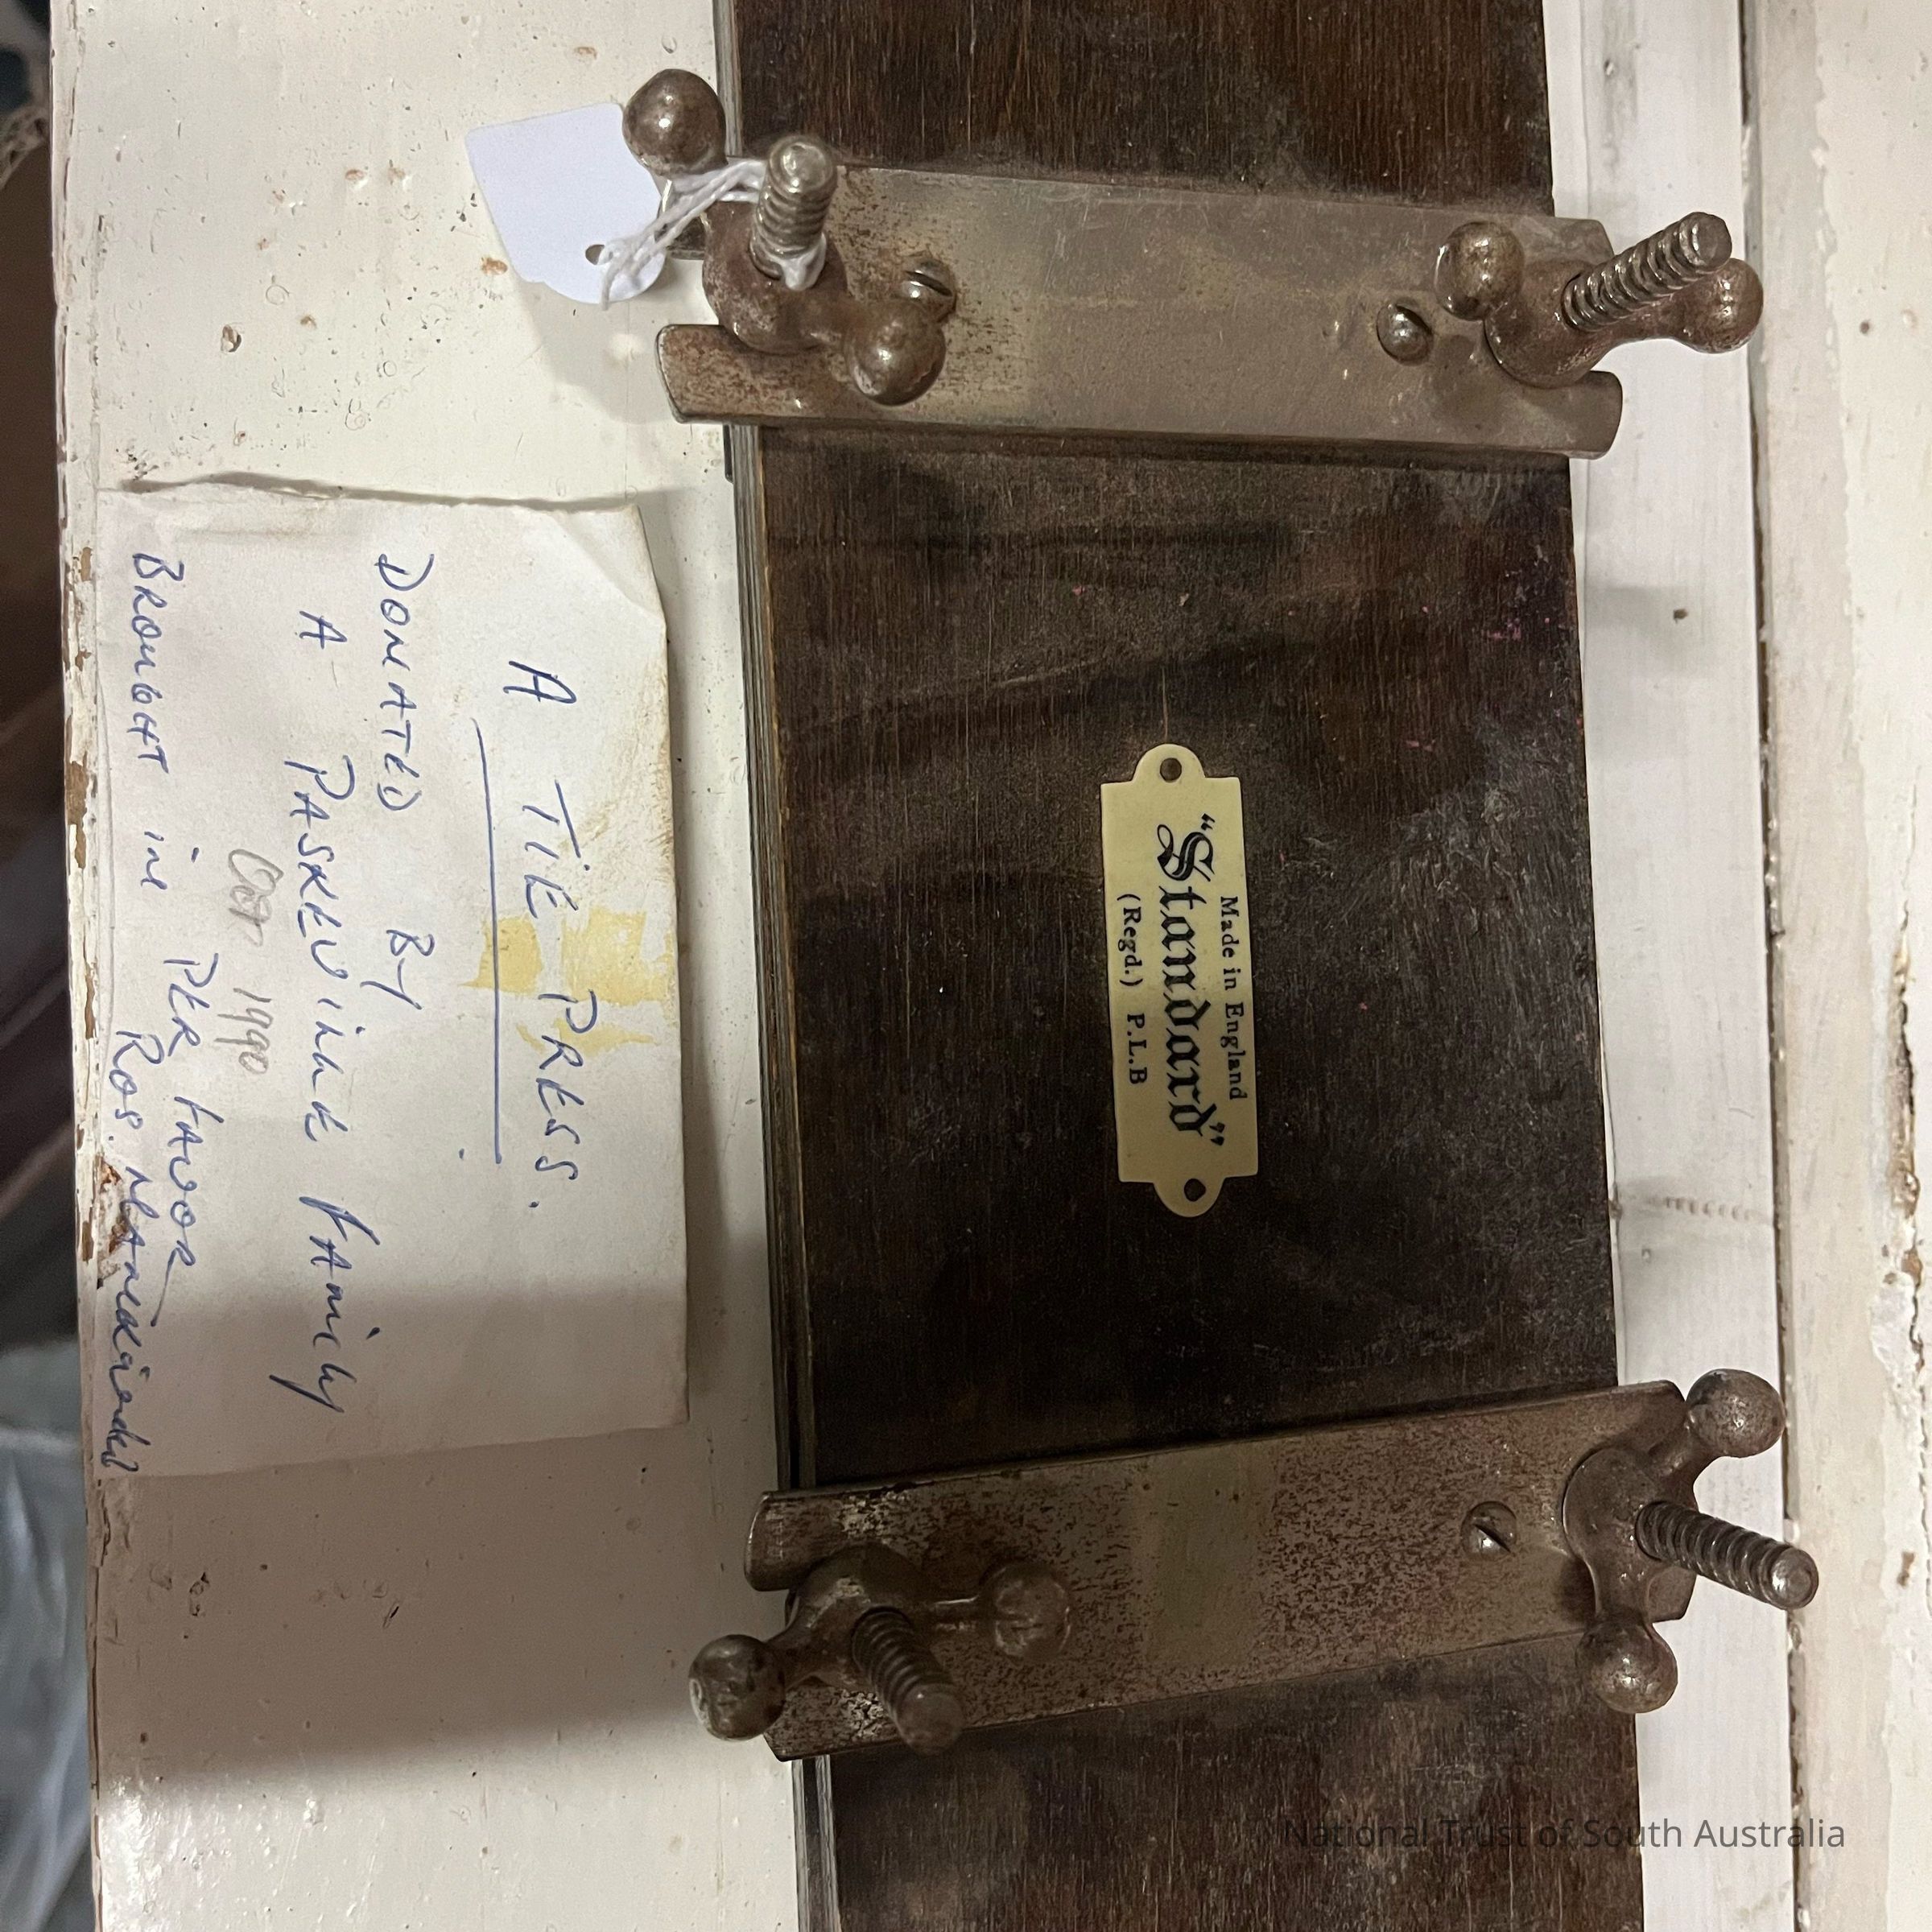 Made in England
"Standard"
(Regd.) P.L.B
A TIE PRESS.
DONATED BY
A PASKEVILLE FAMILY
OCT 1990
BROUGHT IN PER FAVOR
ROS.
National Trust of South Australia